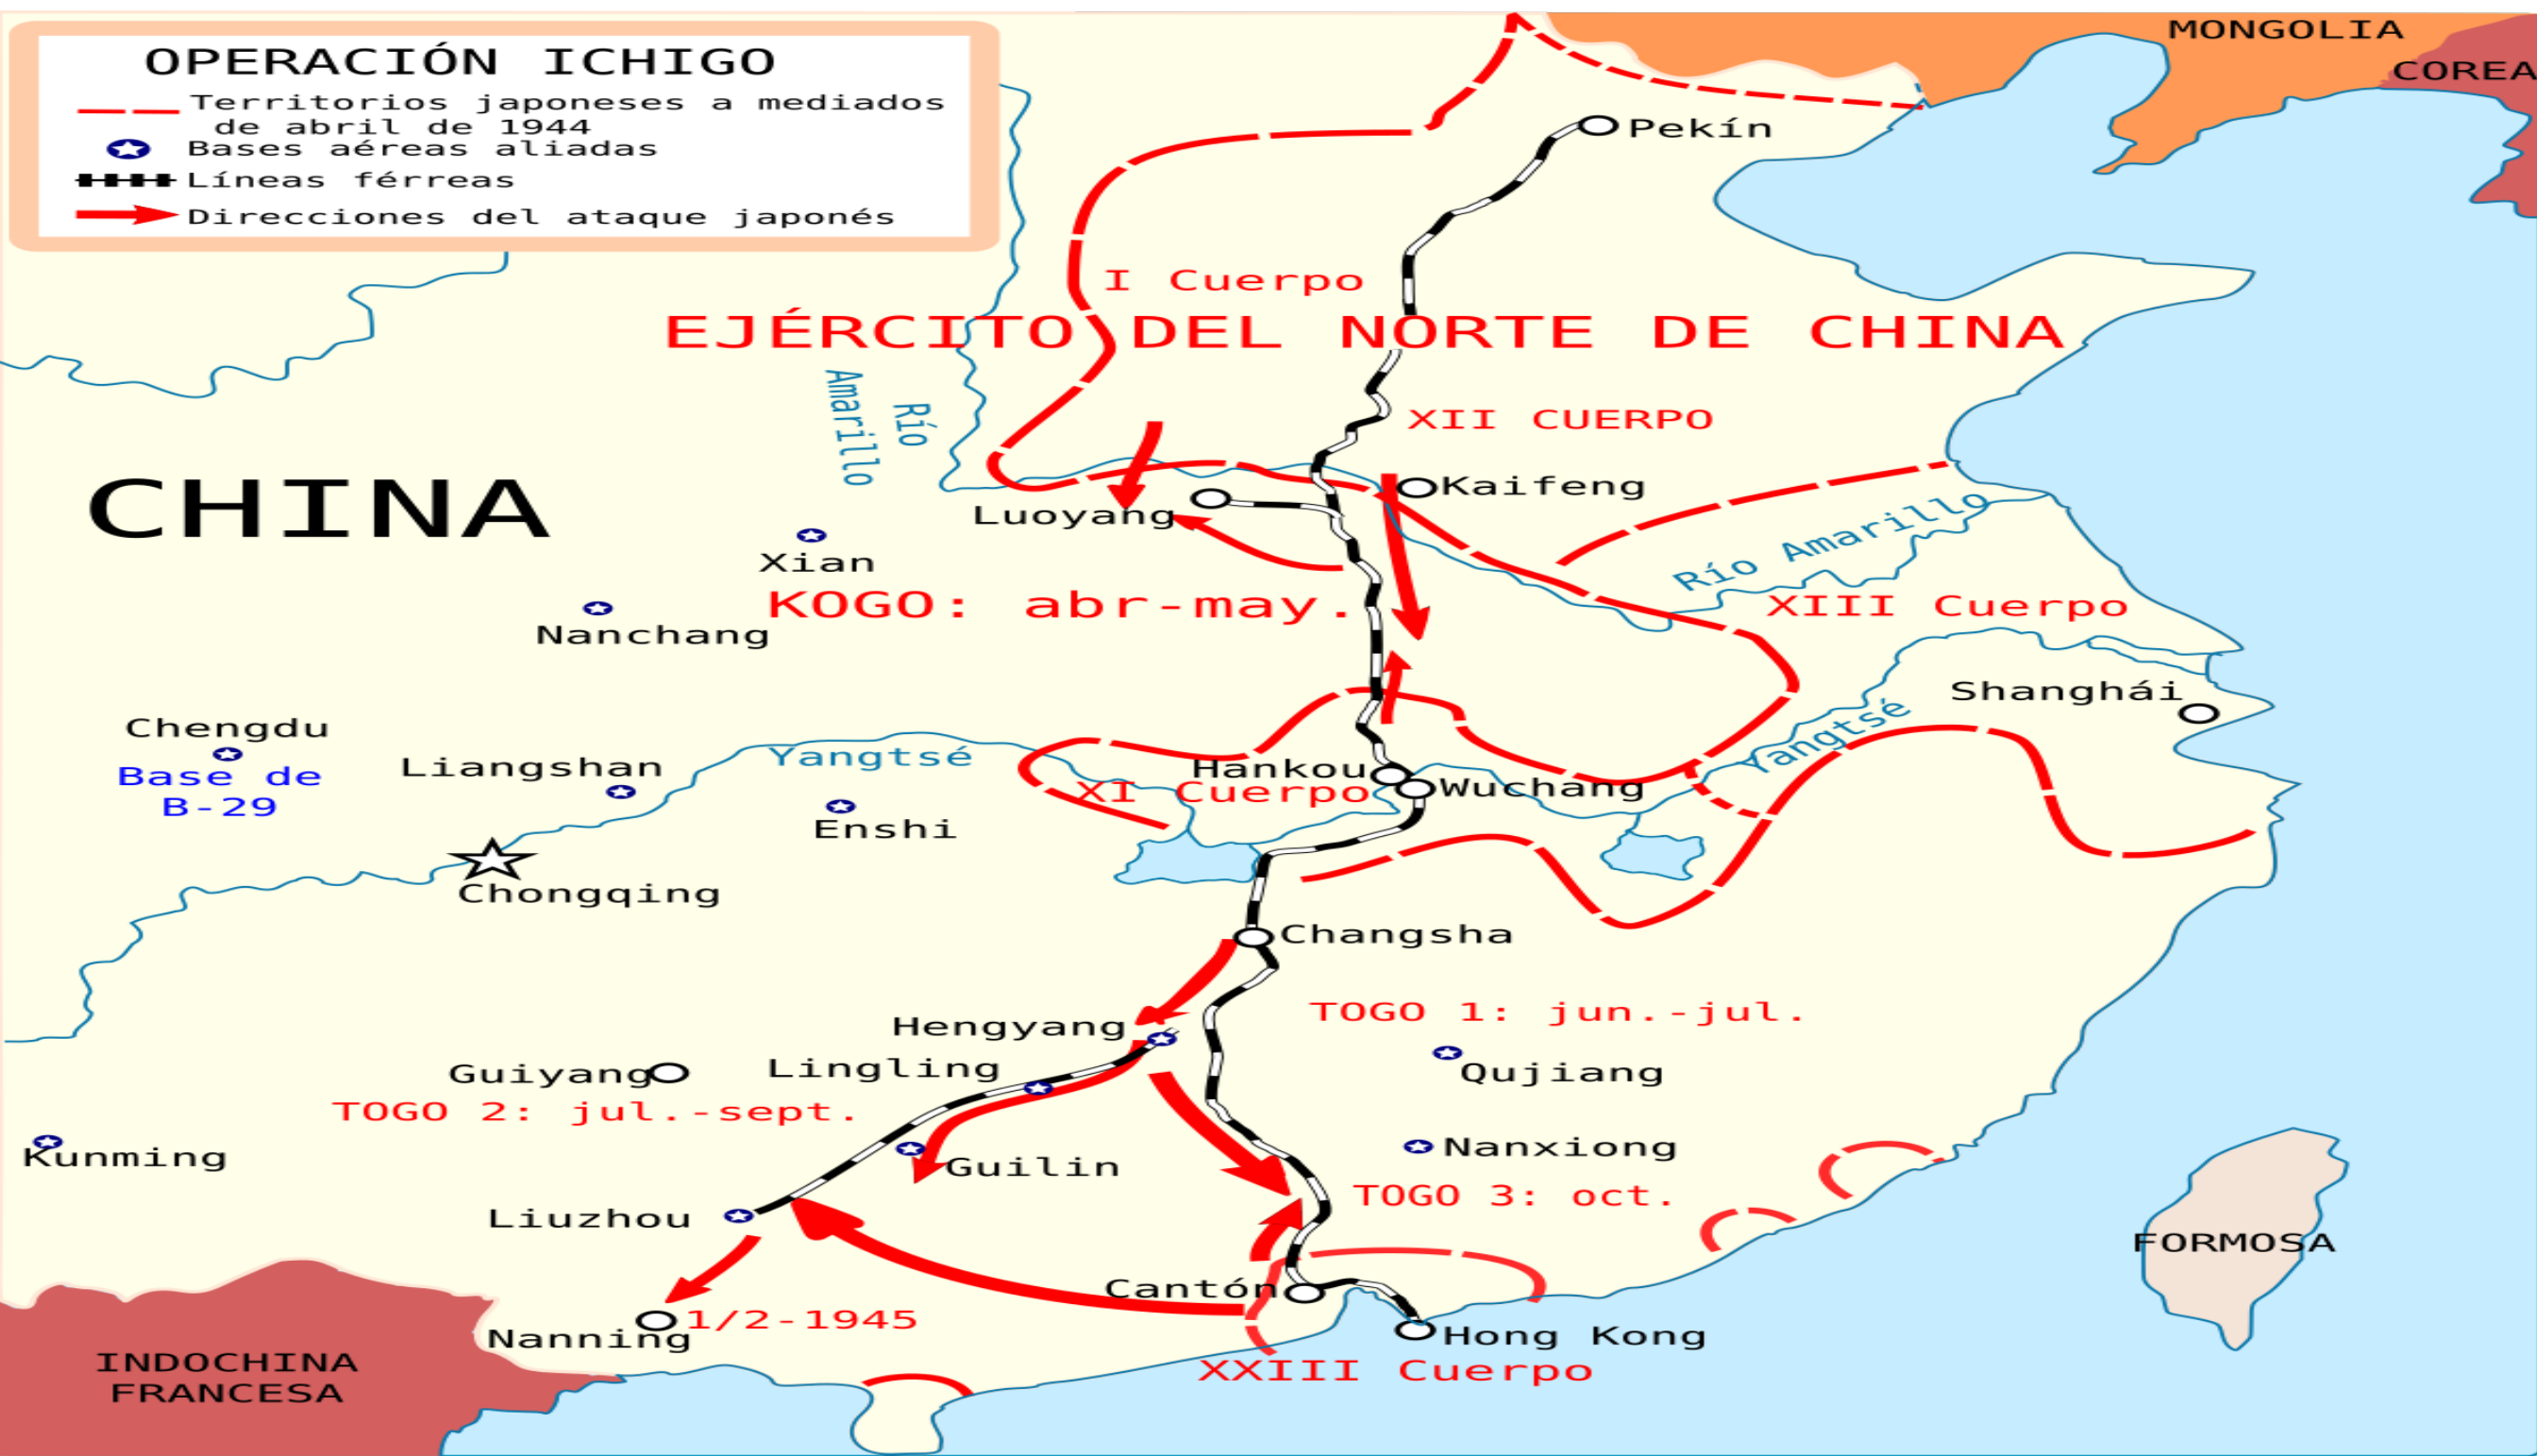 OPERACIÓN ICHIGO
Territorios japoneses a mediados
de abril de 1944
Bases aéreas aliadas
Líneas férreas
Direcciones del ataque japonés
MONGOLIA
COREA
Pekín
I Cuerpo
EJÉRCITO DEL NORTE DE CHINA
Río
Amarillo
XII CUERPO
CHINA
Kaifeng
Luoyang
Río Amarillo
Xian
KOGO: abr-may.
XIII Cuerpo
Nanchang
Shanghái
Chengdu
Base de
B-29
Liangshan
Yangtsé
Yangtsé
Hankou
XI Cuerpo
Wuchang
Enshi
Chongqing
Changsha
TOGO 1: jun.-jul.
Hengyang
Guiyang
Lingling
Qujiang
TOGO 2: jul.-sept.
Kunming
Guilin
Nanxiong
TOGO 3: oct.
Liuzhou
FORMOSA
Cantón
1/2-1945
Nanning
Hong Kong
INDOCHINA
FRANCESA
XXIII Cuerpo